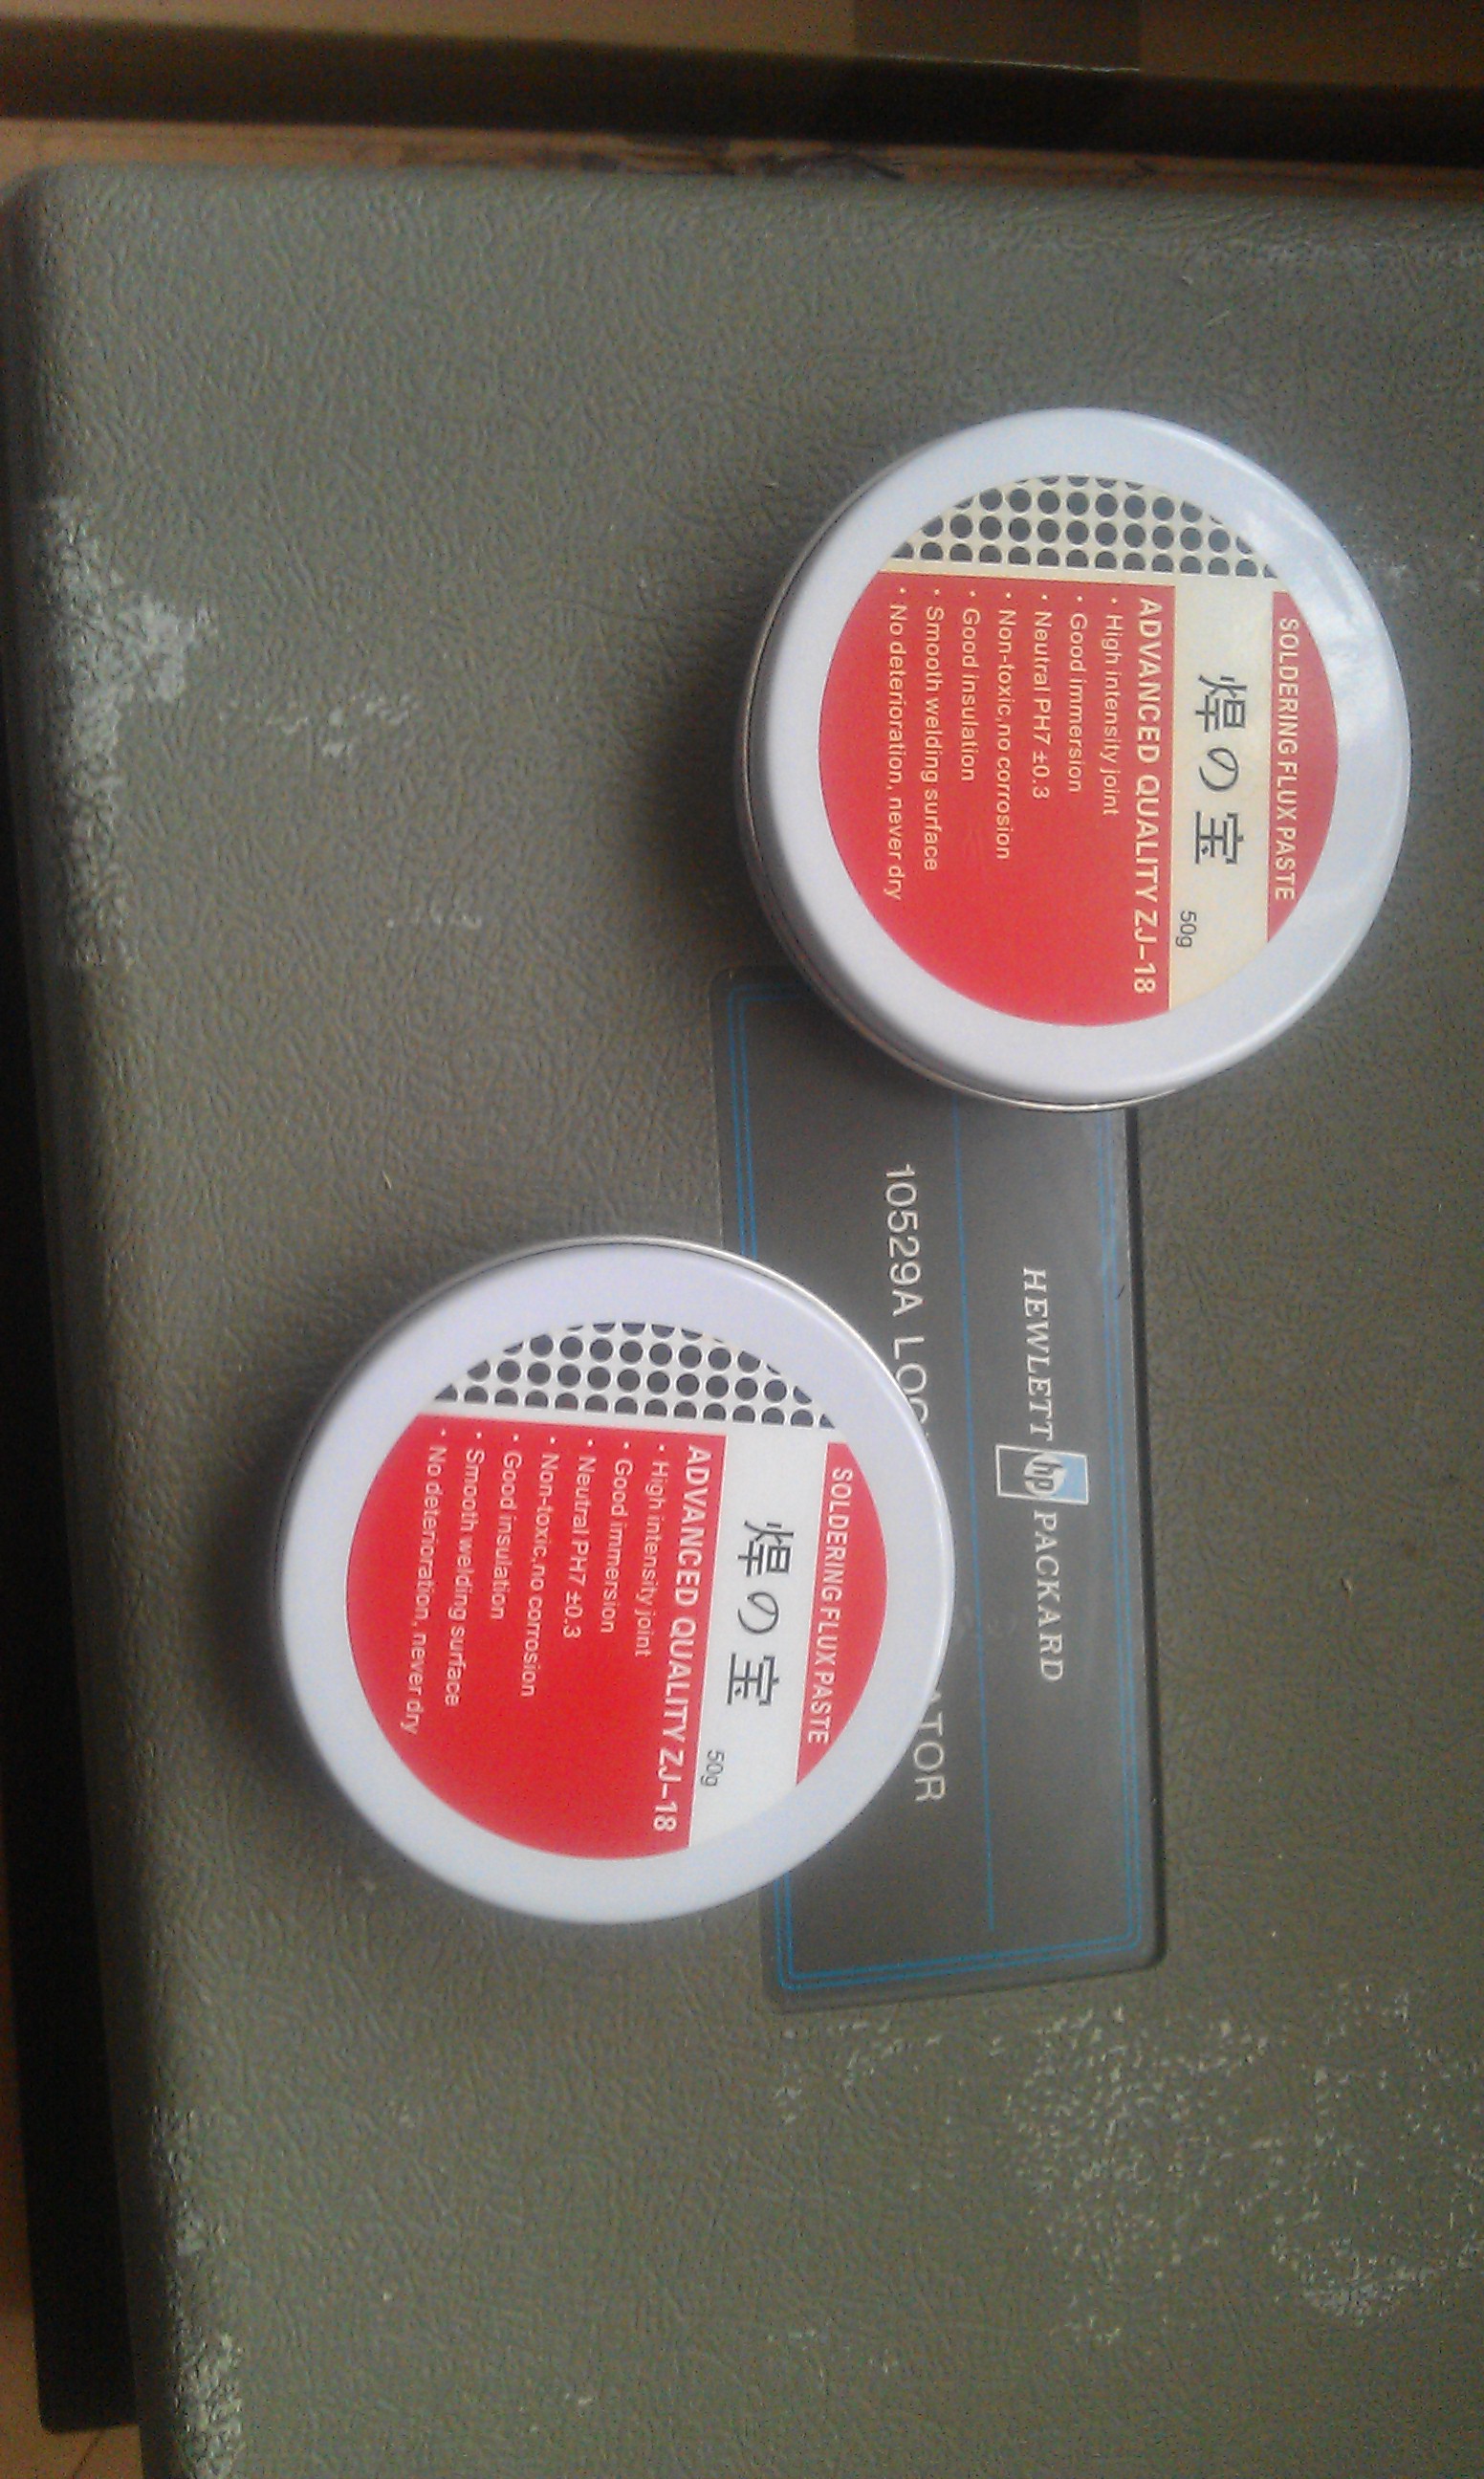 SOLDERING FLUX PASTE
焊の宝
50g
ADVANCED QUALITY ZJ-18
· High intensity joint
· Good immersion
· Neutral PH7 ±0.3
· Non-toxic,no corrosion
· Good insulation
· Smooth welding surface
· No deterioration, never dry
HEWLETT hp PACKARD
10529A
SOLDERING FLUX PASTE
焊の宝
50g
ADVANCED QUALITY ZJ-18
· High intensity joint
· Good immersion
· Neutral PH7 ±0.3
· Non-toxic,no corrosion
· Good insulation
· Smooth welding surface
· No deterioration, never dry